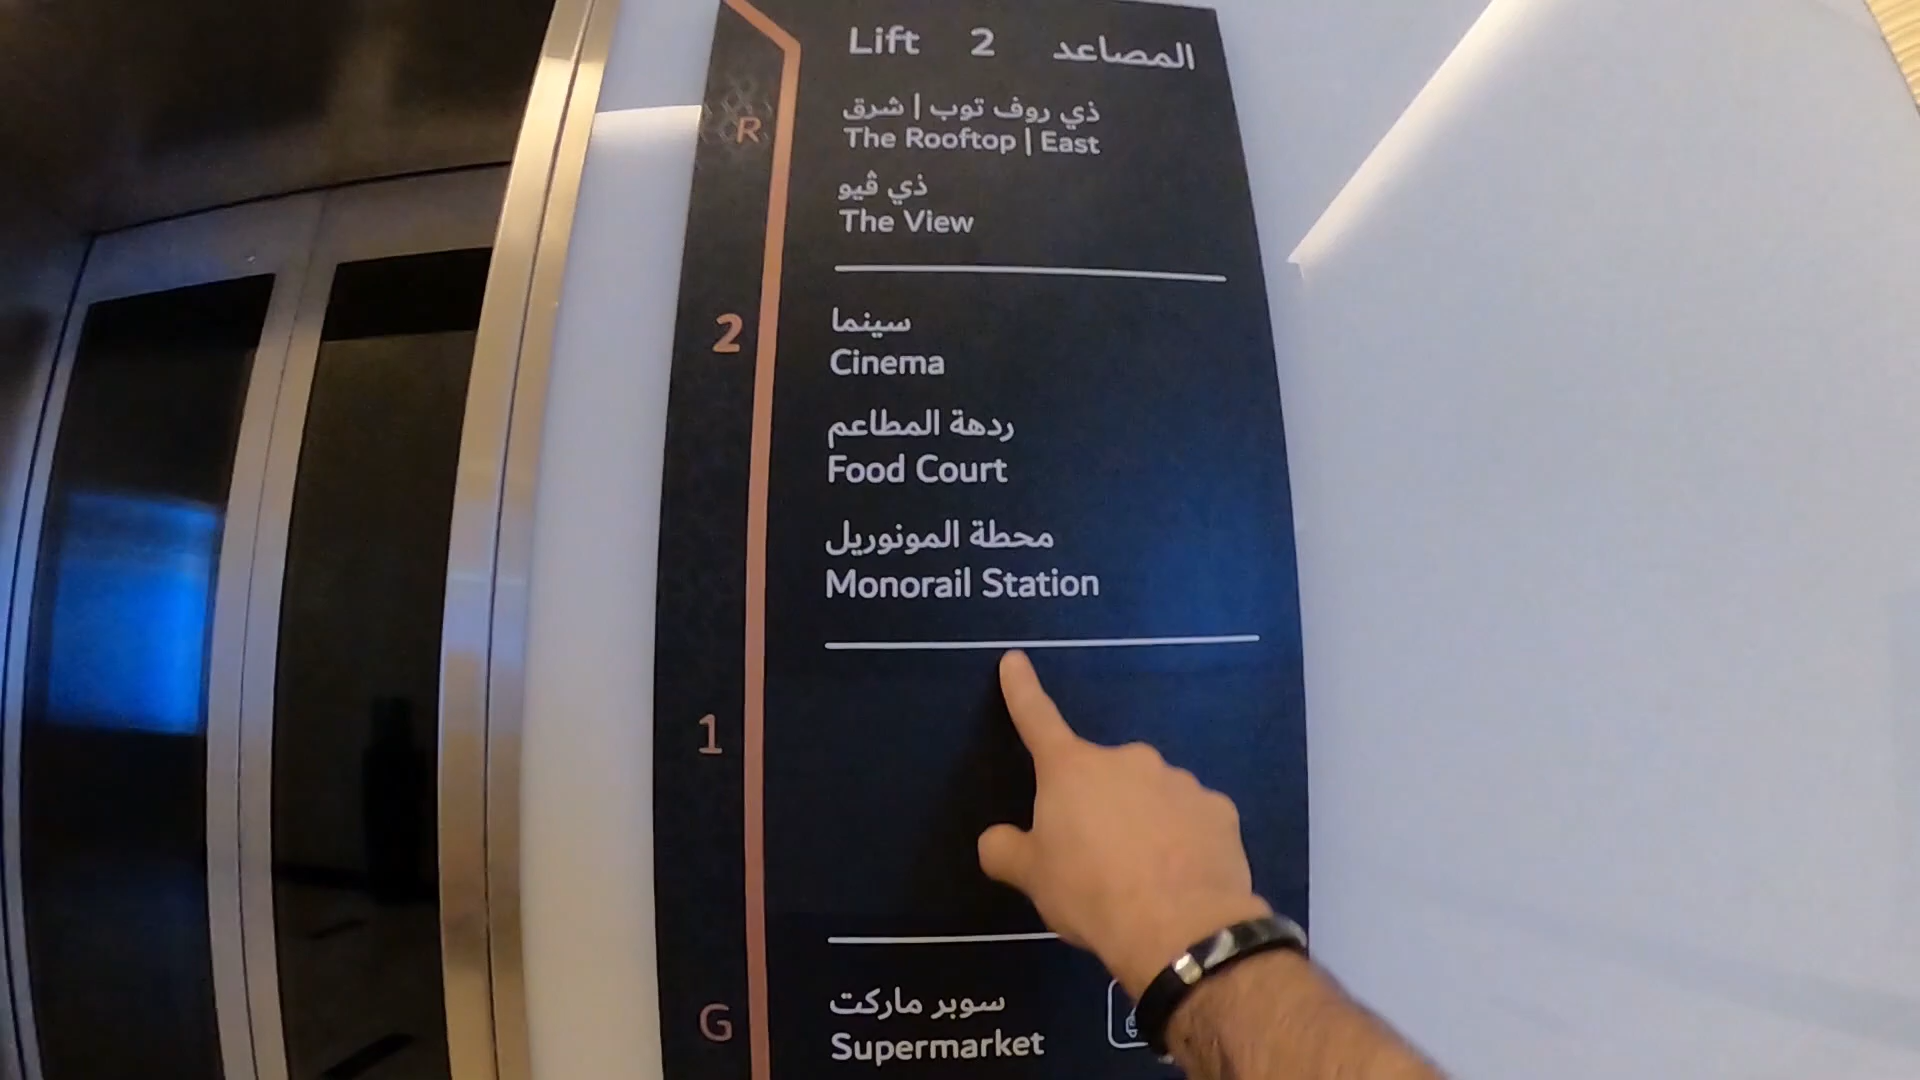 Lift 2 المصاعد
R
ذي روف توب | شرق
The Rooftop | East
ذي ڤيو
The View
2
سينما
Cinema
ردهة المطاعم
Food Court
محطة المونوريل
Monorail Station
1
G
سوبر ماركت
Supermarket